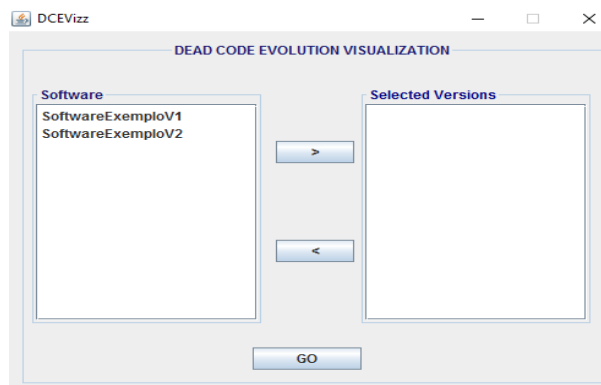 DCEVizz
DEAD CODE EVOLUTION VISUALIZATION
Software
SoftwareExemploV1
SoftwareExemploV2
>
<
Selected Versions
GO